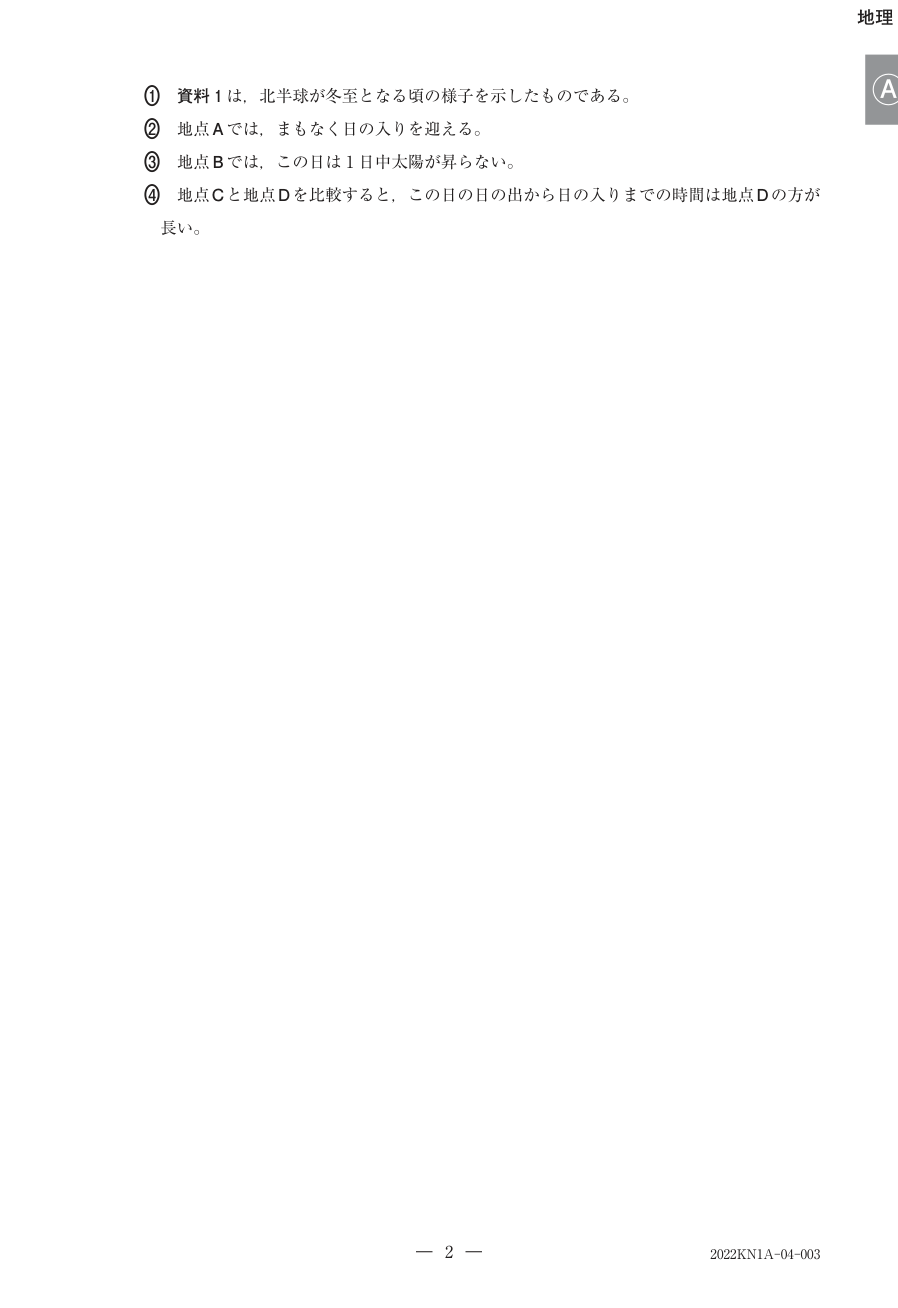 地理
Ⓐ
① 資料1は，北半球が冬至となる頃の様子を示したものである。
② 地点Aでは，まもなく日の入りを迎える。
③ 地点Bでは，この日は1日中太陽が昇らない。
④ 地点Cと地点Dを比較すると，この日の日の出から日の入りまでの時間は地点Dの方が
長い。
― 2 ―
2022KN1A-04-003